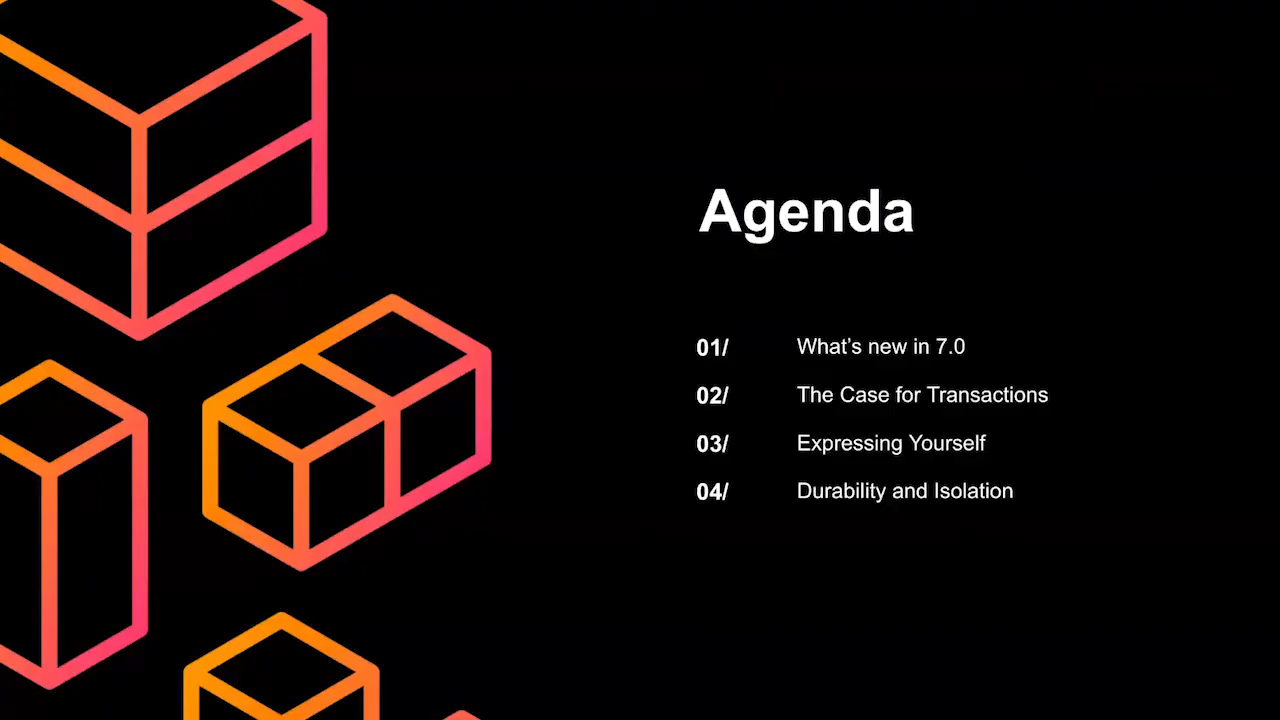 Agenda
01/ What's new in 7.0
02/ The Case for Transactions
03/ Expressing Yourself
04/ Durability and Isolation